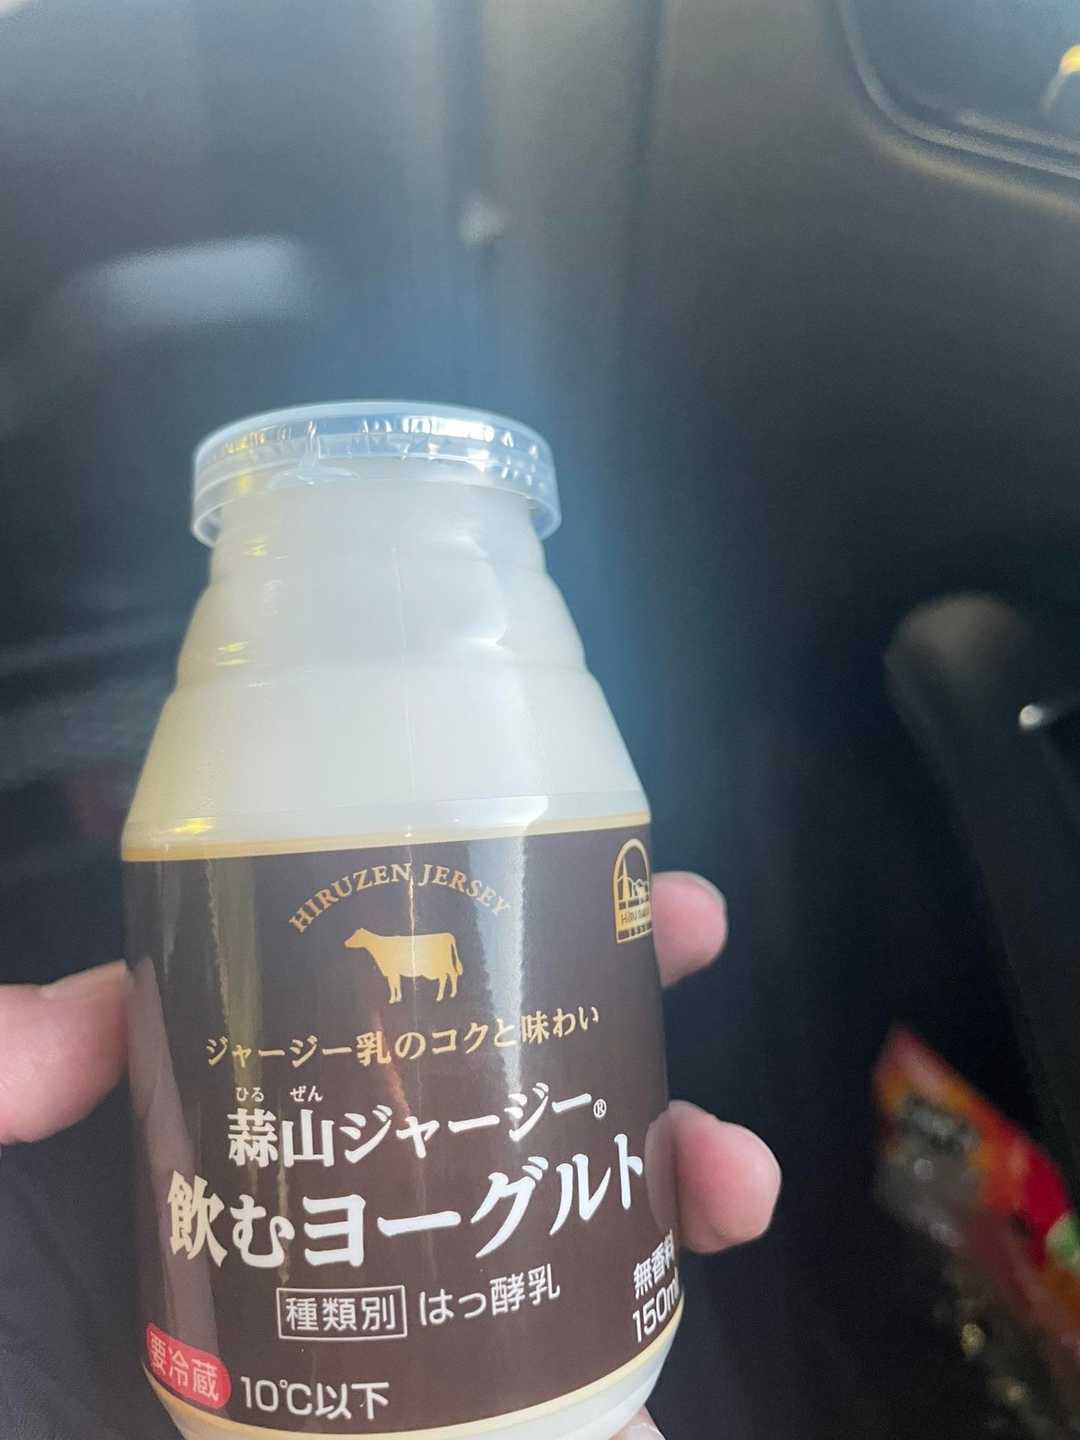 HIRUZEN JERSEY
ジャージー乳のコクと味わい
ひる ぜん
蒜山ジャージー®
飲むヨーグルト
種類別 はっ酵乳
無香料
150ml
要冷蔵 10℃以下